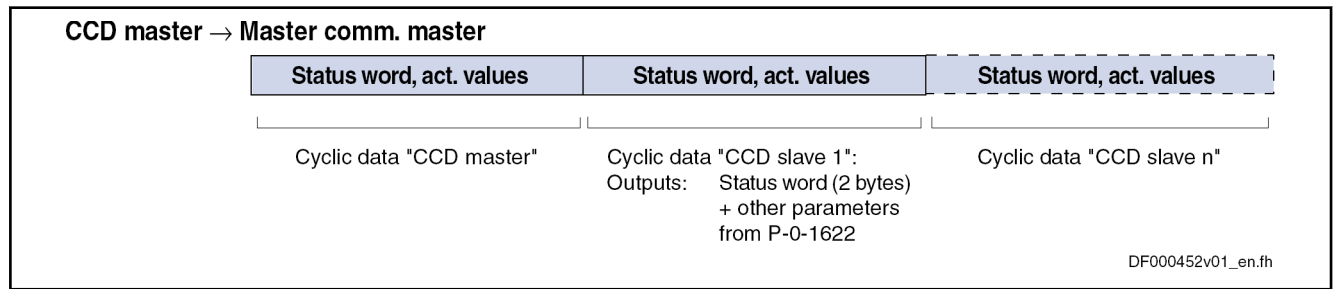 CCD master → Master comm. master
Status word, act. values Status word, act. values Status word, act. values
Cyclic data "CCD master" Cyclic data "CCD slave 1": Cyclic data "CCD slave n"
Outputs: Status word (2 bytes)
+ other parameters
from P-0-1622
DF000452v01_en.fh